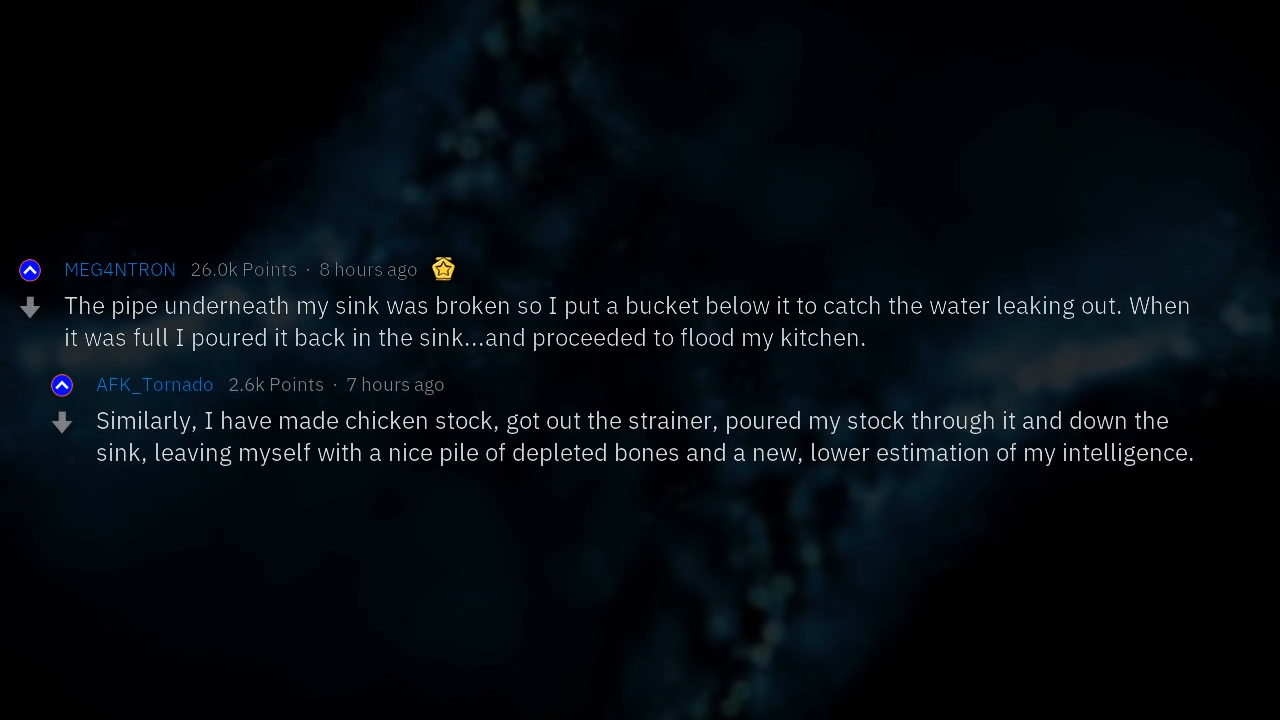 MEG4NTRON 26.0k Points · 8 hours ago
The pipe underneath my sink was broken so I put a bucket below it to catch the water leaking out. When
it was full I poured it back in the sink...and proceeded to flood my kitchen.
AFK_Tornado 2.6k Points · 7 hours ago
Similarly, I have made chicken stock, got out the strainer, poured my stock through it and down the
sink, leaving myself with a nice pile of depleted bones and a new, lower estimation of my intelligence.